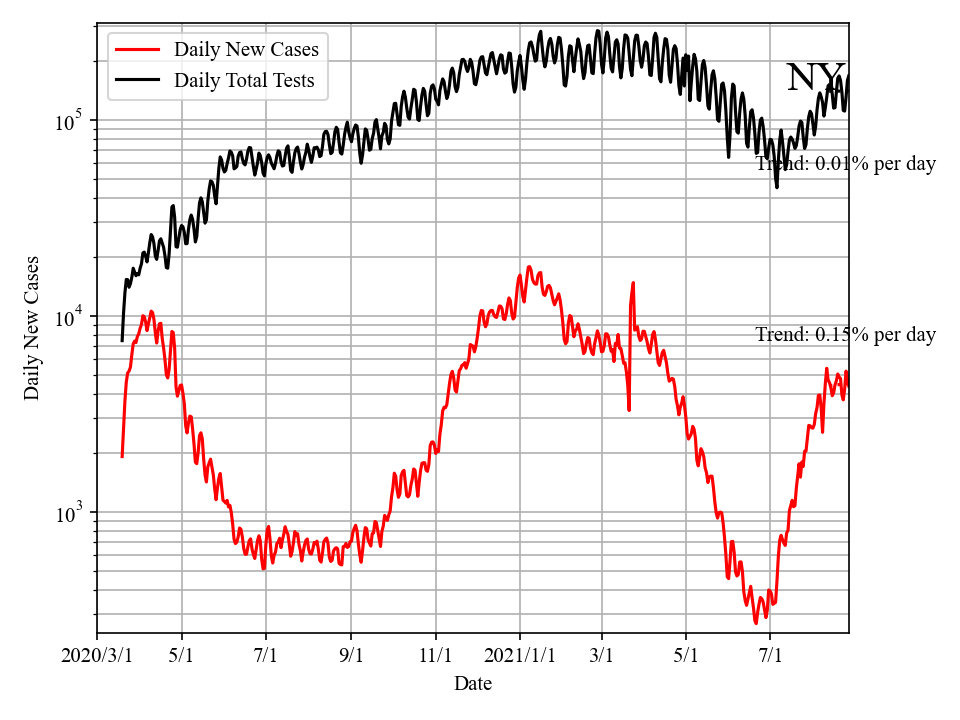 Daily New Cases
Daily Total Tests
NY
10^5
Trend: 0.01% per day
10^4
Trend: 0.15% per day
10^3
Daily New Cases
2020/3/1 5/1 7/1 9/1 11/1 2021/1/1 3/1 5/1 7/1
Date